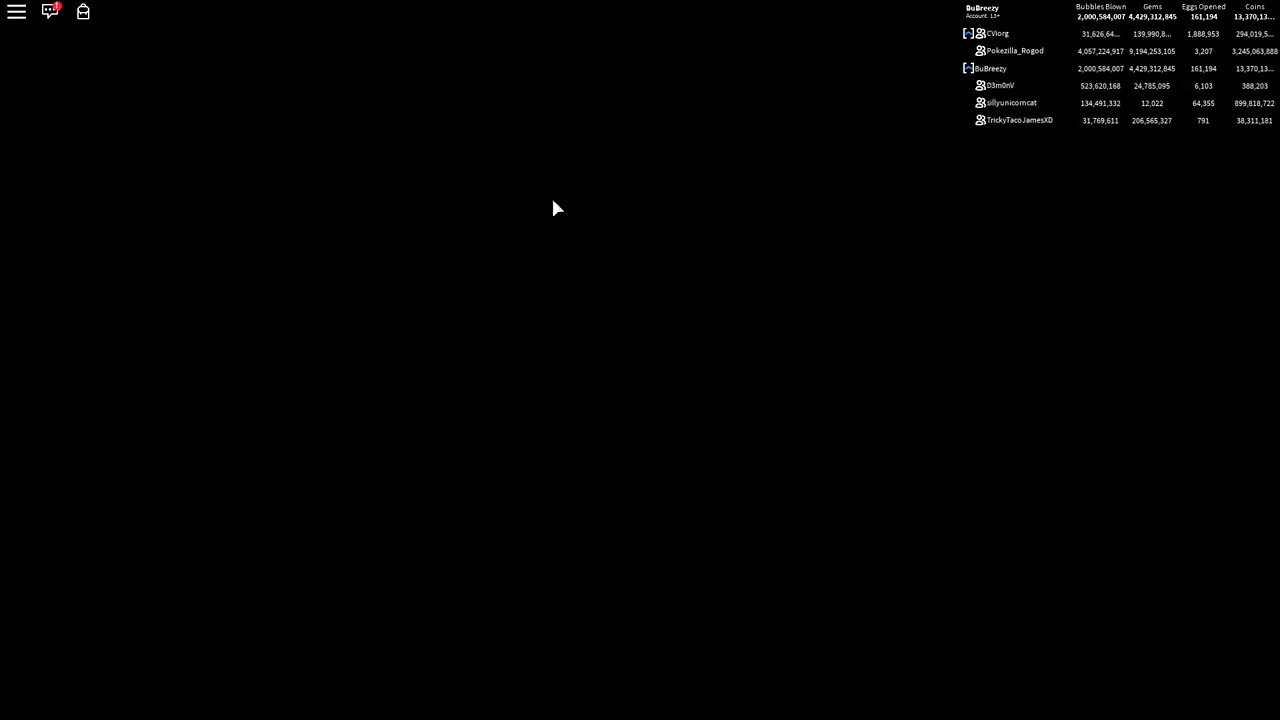 BuBreezy Bubbles Blown Gems Eggs Opened Coins
Account: 13+ 2,000,584,007 4,429,312,845 161,194 13,370,13...
CViorg 31,626,64... 139,990,8... 1,888,953 294,019,5...
Pokezilla_Rogod 4,057,224,917 9,194,253,105 3,207 3,245,063,888
BuBreezy 2,000,584,007 4,429,312,845 161,194 13,370,13...
D3m0nV 523,620,168 24,785,095 6,103 388,203
sillyunicorncat 134,491,332 12,022 64,355 899,818,722
TrickyTacoJamesXD 31,769,611 206,565,327 791 38,311,181